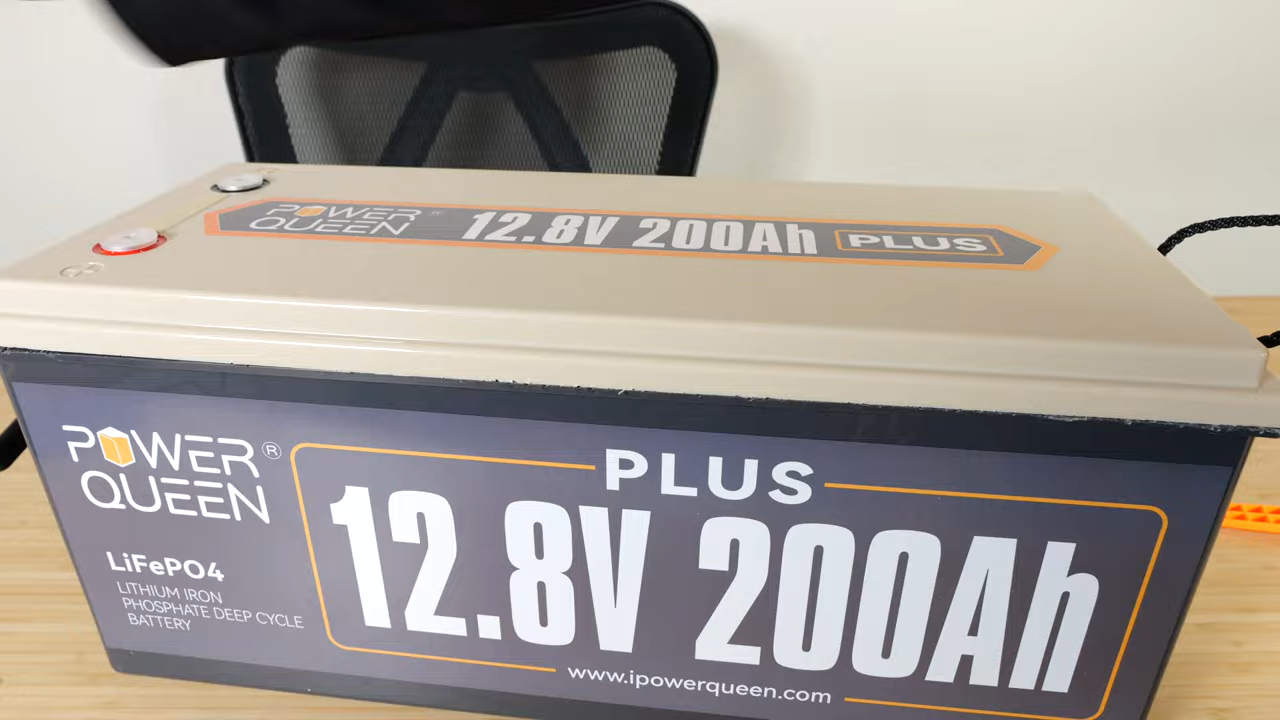 POWER QUEEN® 12.8V 200Ah PLUS
+
POWER
QUEEN®
LiFePO4
LITHIUM IRON
PHOSPHATE DEEP CYCLE
BATTERY
PLUS
12.8V 200Ah
www.ipowerqueen.com